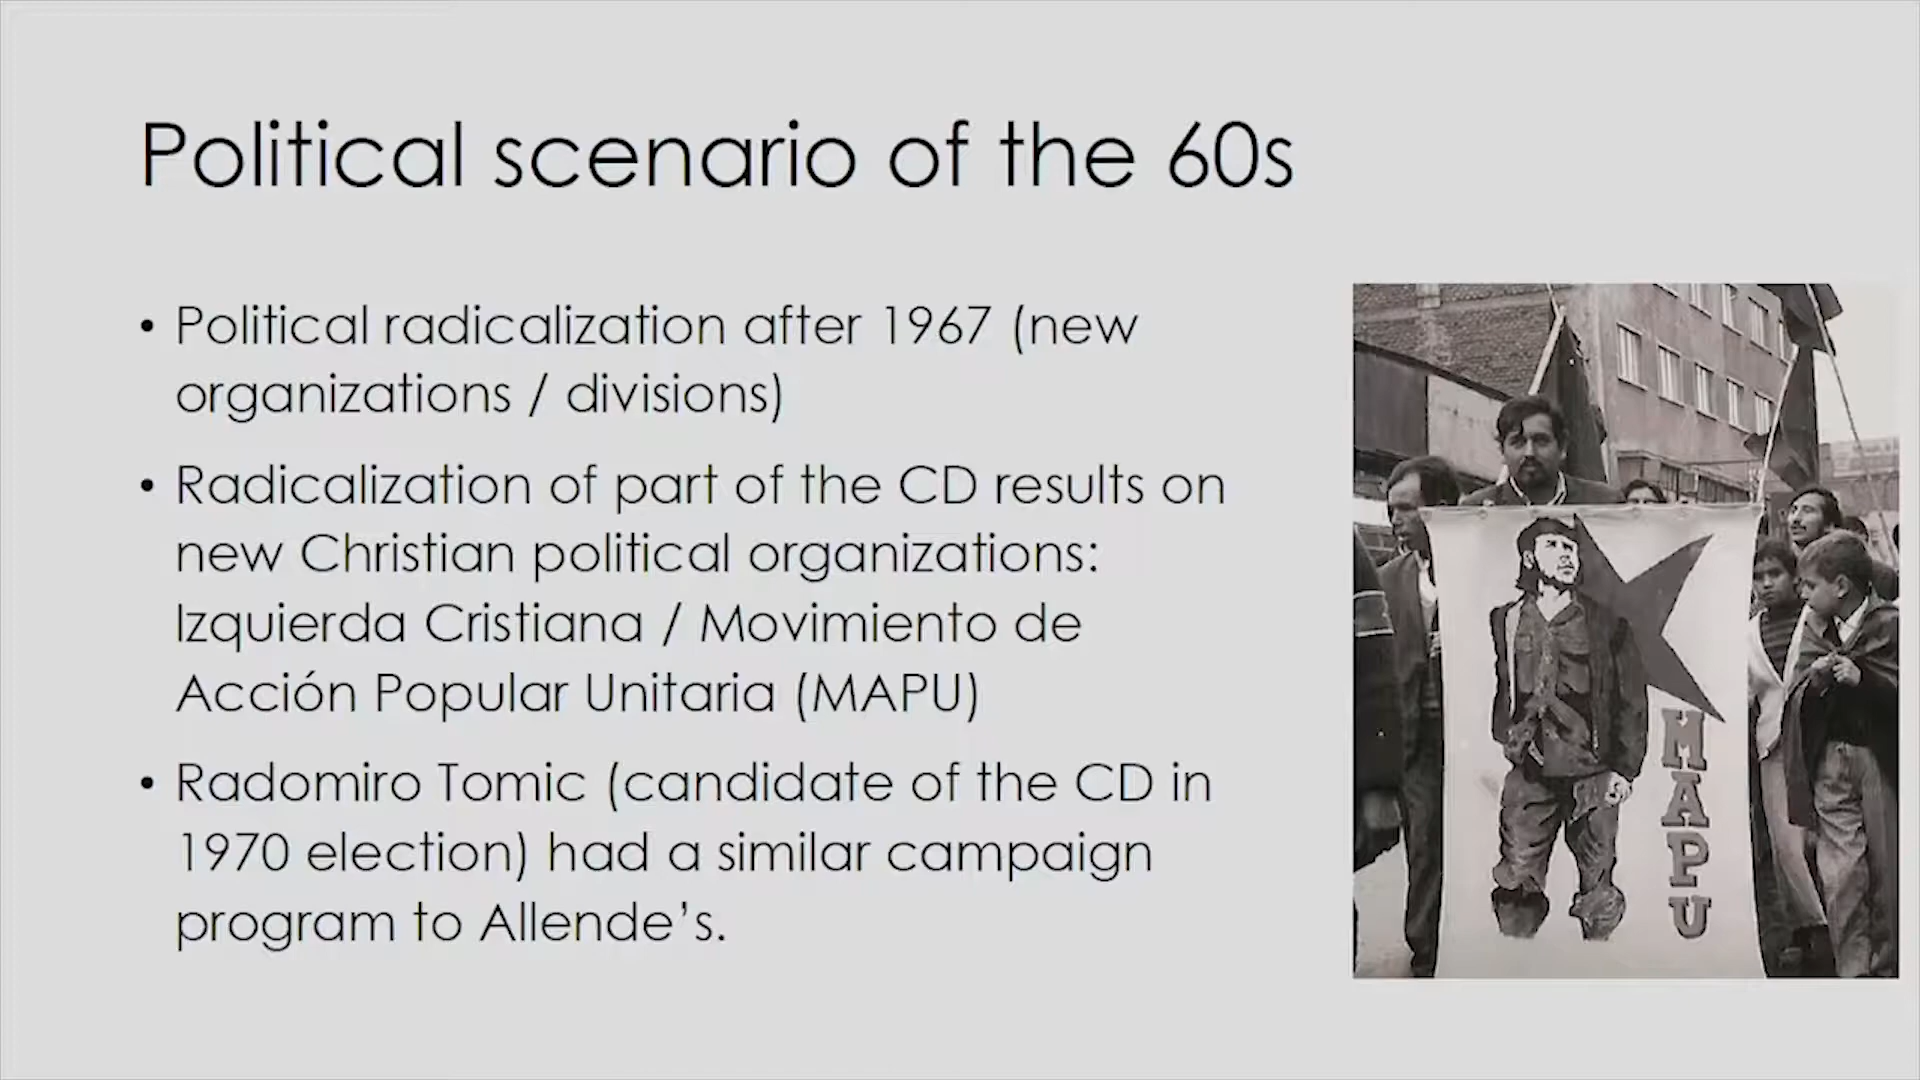 Political scenario of the 60s
• Political radicalization after 1967 (new
organizations / divisions)
• Radicalization of part of the CD results on
new Christian political organizations:
Izquierda Cristiana / Movimiento de
Acción Popular Unitaria (MAPU)
• Radomiro Tomic (candidate of the CD in
1970 election) had a similar campaign
program to Allende’s.
MAPU